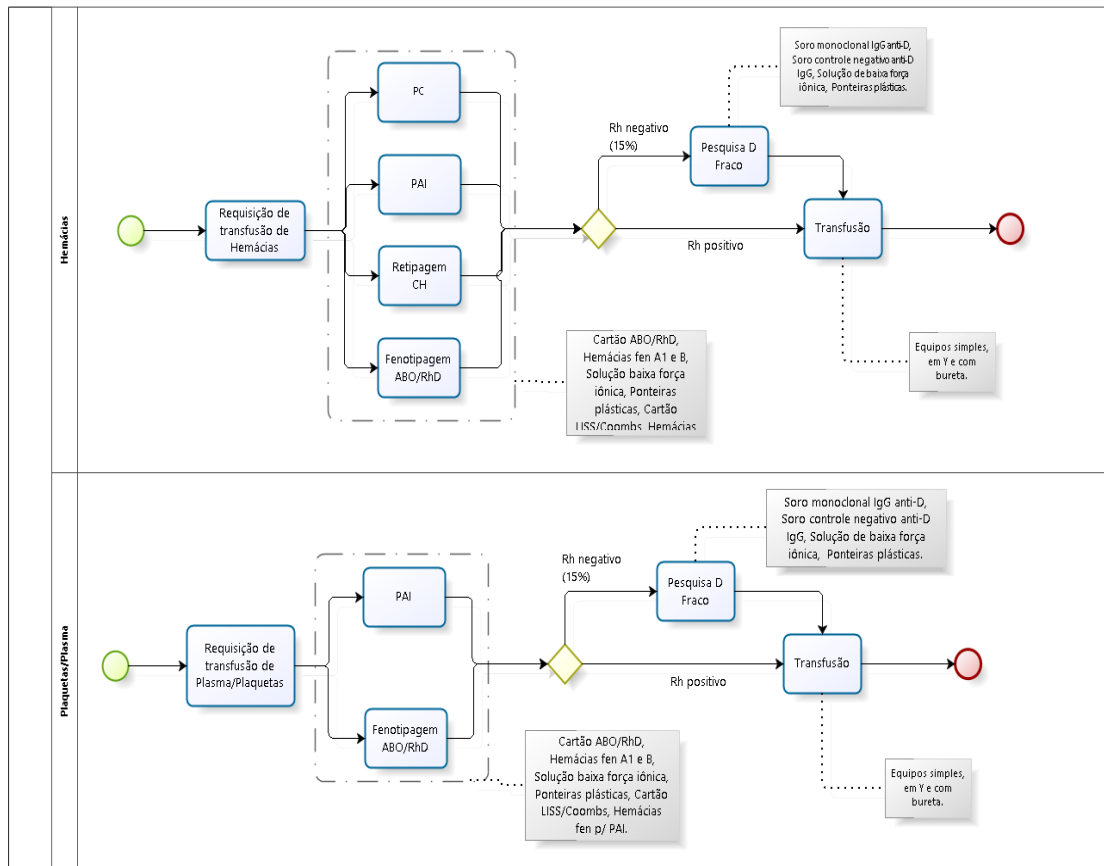 Hemácias
Requisição de
transfusão de
Hemácias
PC
PAI
Retipagem
CH
Fenotipagem
ABO/RhD
Cartão ABO/RhD,
Hemácias fen A1 e B,
Solução baixa força
iônica, Ponteiras
plásticas, Cartão
LISS/Coombs, Hemácias
Rh negativo
(15%)
Rh positivo
Pesquisa D
Fraco
Soro monoclonal IgG anti-D,
Soro controle negativo anti-D
IgG, Solução de baixa força
iônica, Ponteiras plásticas.
Transfusão
Equipos simples,
em Y e com
bureta.
Plaquetas/Plasma
Requisição de
transfusão de
Plasma/Plaquetas
PAI
Fenotipagem
ABO/RhD
Cartão ABO/RhD,
Hemácias fen A1 e B,
Solução baixa força iônica,
Ponteiras plásticas, Cartão
LISS/Coombs, Hemácias
fen p/ PAI.
Rh negativo
(15%)
Rh positivo
Pesquisa D
Fraco
Soro monoclonal IgG anti-D,
Soro controle negativo anti-D
IgG, Solução de baixa força
iônica, Ponteiras plásticas.
Transfusão
Equipos simples,
em Y e com
bureta.